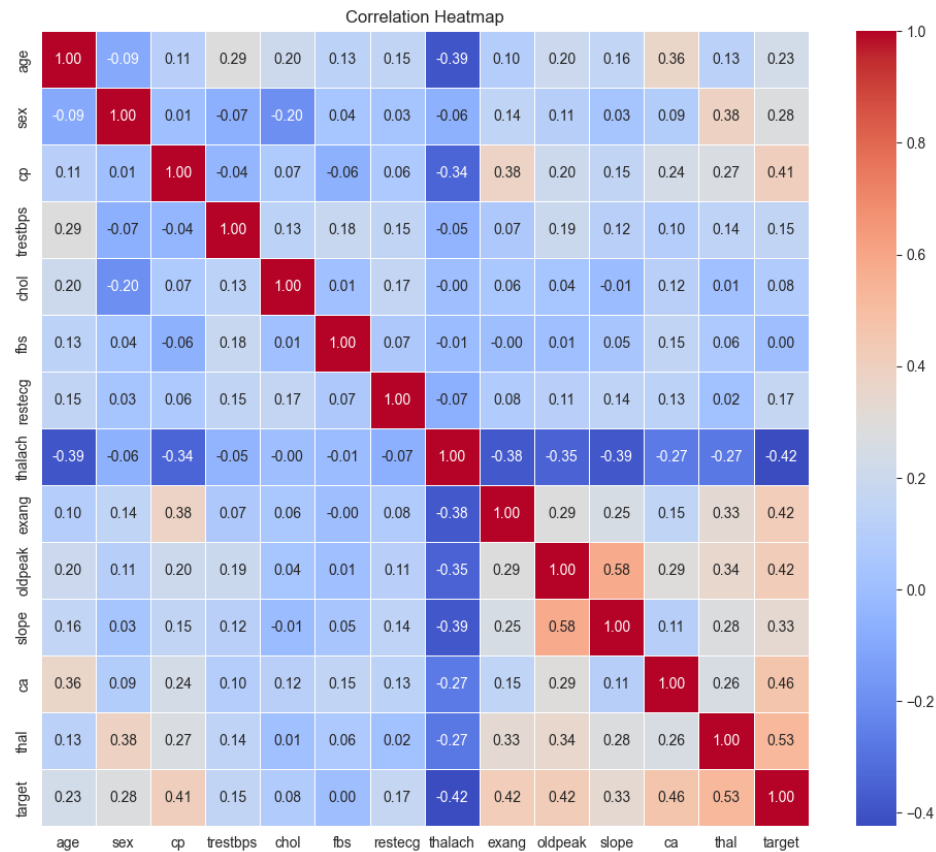 Correlation Heatmap
age 1.00 -0.09 0.11 0.29 0.20 0.13 0.15 -0.39 0.10 0.20 0.16 0.36 0.13 0.23
sex -0.09 1.00 0.01 -0.07 -0.20 0.04 0.03 -0.06 0.14 0.11 0.03 0.09 0.38 0.28
cp 0.11 0.01 1.00 -0.04 0.07 -0.06 0.06 -0.34 0.38 0.20 0.15 0.24 0.27 0.41
trestbps 0.29 -0.07 -0.04 1.00 0.13 0.18 0.15 -0.05 0.07 0.19 0.12 0.10 0.14 0.15
chol 0.20 -0.20 0.07 0.13 1.00 0.01 0.17 -0.00 0.06 0.04 -0.01 0.12 0.01 0.08
fbs 0.13 0.04 -0.06 0.18 0.01 1.00 0.07 -0.01 -0.00 0.01 0.05 0.15 0.06 0.00
restecg 0.15 0.03 0.06 0.15 0.17 0.07 1.00 -0.07 0.08 0.11 0.14 0.13 0.02 0.17
thalach -0.39 -0.06 -0.34 -0.05 -0.00 -0.01 -0.07 1.00 -0.38 -0.35 -0.39 -0.27 -0.27 -0.42
exang 0.10 0.14 0.38 0.07 0.06 -0.00 0.08 -0.38 1.00 0.29 0.25 0.15 0.33 0.42
oldpeak 0.20 0.11 0.20 0.19 0.04 0.01 0.11 -0.35 0.29 1.00 0.58 0.29 0.34 0.42
slope 0.16 0.03 0.15 0.12 -0.01 0.05 0.14 -0.39 0.25 0.58 1.00 0.11 0.28 0.33
ca 0.36 0.09 0.24 0.10 0.12 0.15 0.13 -0.27 0.15 0.29 0.11 1.00 0.26 0.46
thal 0.13 0.38 0.27 0.14 0.01 0.06 0.02 -0.27 0.33 0.34 0.28 0.26 1.00 0.53
target 0.23 0.28 0.41 0.15 0.08 0.00 0.17 -0.42 0.42 0.42 0.33 0.46 0.53 1.00
age sex cp trestbps chol fbs restecg thalach exang oldpeak slope ca thal target
1.0
0.8
0.6
0.4
0.2
0.0
−0.2
−0.4